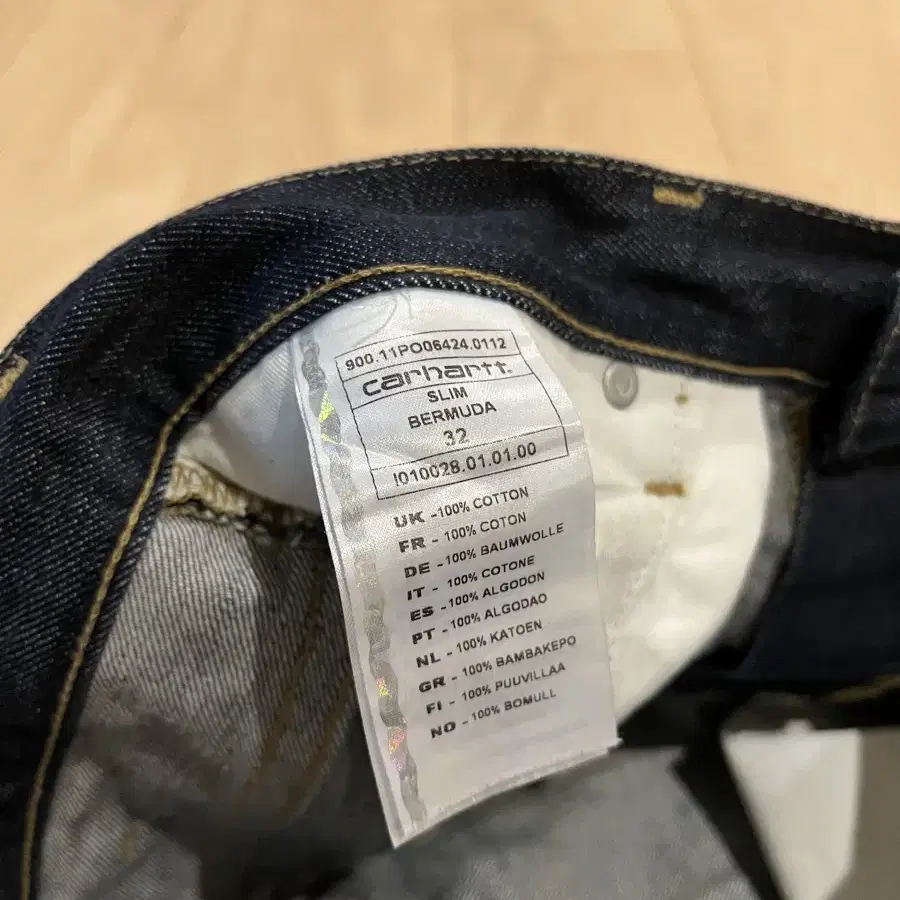 900.11PO06424.0112
carhartt.
SLIM
BERMUDA
32
I010028.01.01.00
UK -100% COTTON
FR - 100% COTON
DE -100% BAUMWOLLE
IT - 100% COTONE
ES -100% ALGODON
PT - 100% ALGODAO
NL - 100% KATOEN
GR - 100% BAMBAKEPO
FI - 100% PUUVILLAA
NO - 100% BOMULL